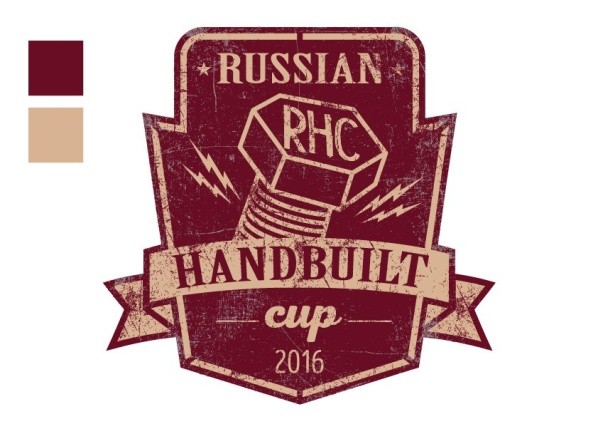 RUSSIAN
RHC
HANDBUILT
cup
2016